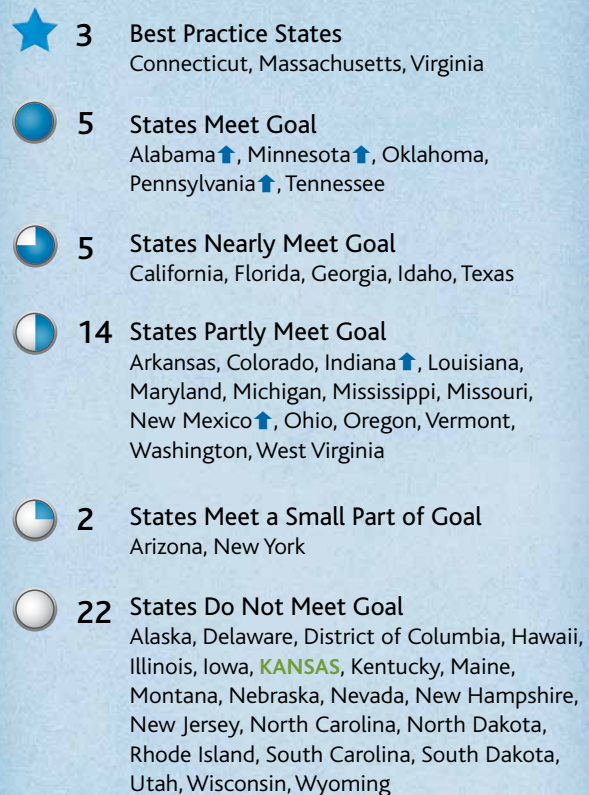 3 Best Practice States
Connecticut, Massachusetts, Virginia
5 States Meet Goal
Alabama⬆, Minnesota⬆, Oklahoma,
Pennsylvania⬆, Tennessee
5 States Nearly Meet Goal
California, Florida, Georgia, Idaho, Texas
14 States Partly Meet Goal
Arkansas, Colorado, Indiana⬆, Louisiana,
Maryland, Michigan, Mississippi, Missouri,
New Mexico⬆, Ohio, Oregon, Vermont,
Washington, West Virginia
2 States Meet a Small Part of Goal
Arizona, New York
22 States Do Not Meet Goal
Alaska, Delaware, District of Columbia, Hawaii,
Illinois, Iowa, KANSAS, Kentucky, Maine,
Montana, Nebraska, Nevada, New Hampshire,
New Jersey, North Carolina, North Dakota,
Rhode Island, South Carolina, South Dakota,
Utah, Wisconsin, Wyoming